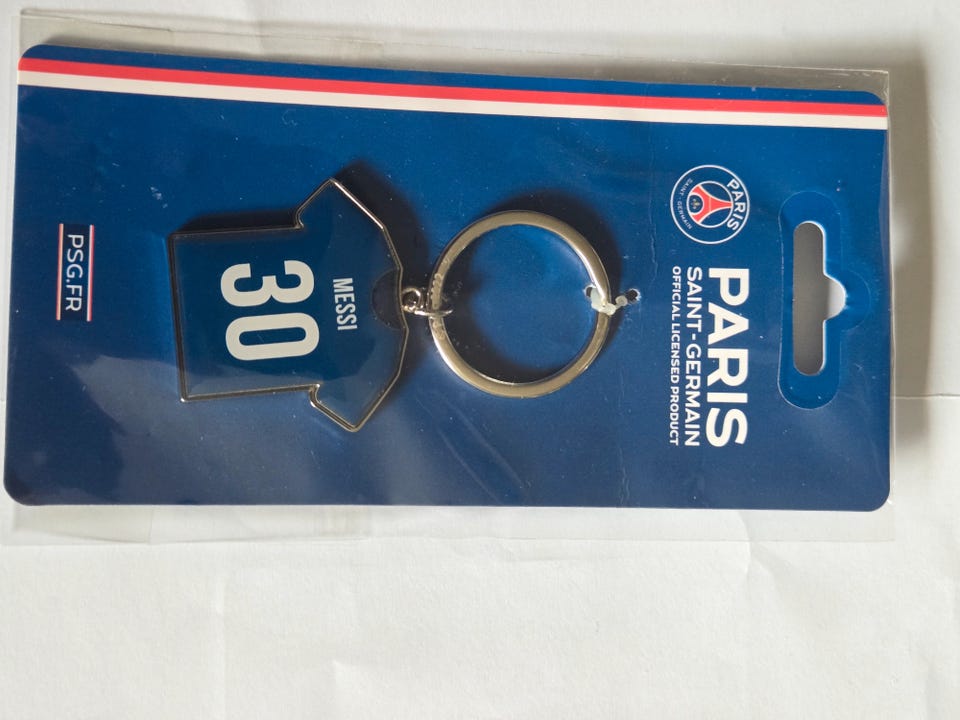 PARIS
SAINT-GERMAIN
PARIS
SAINT-GERMAIN
OFFICIAL LICENSED PRODUCT
MESSI
30
PSG.FR